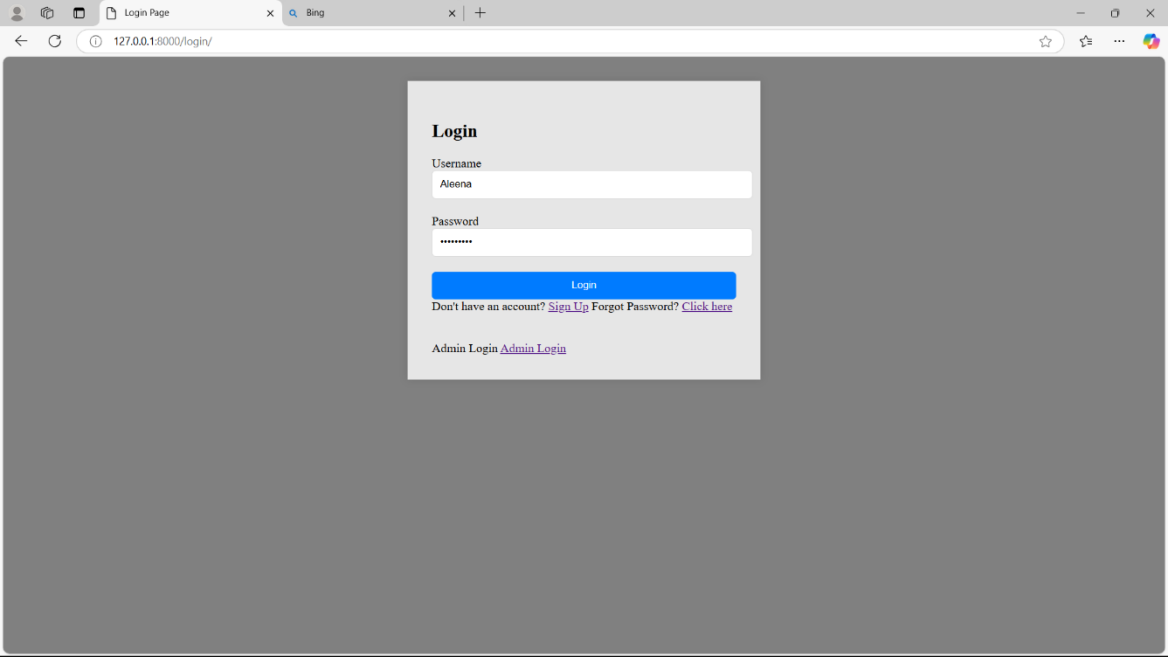 Login Page
Bing
127.0.0.1:8000/login/
Login
Username
Aleena
Password
•••••••••
Login
Don't have an account? Sign Up Forgot Password? Click here
Admin Login Admin Login